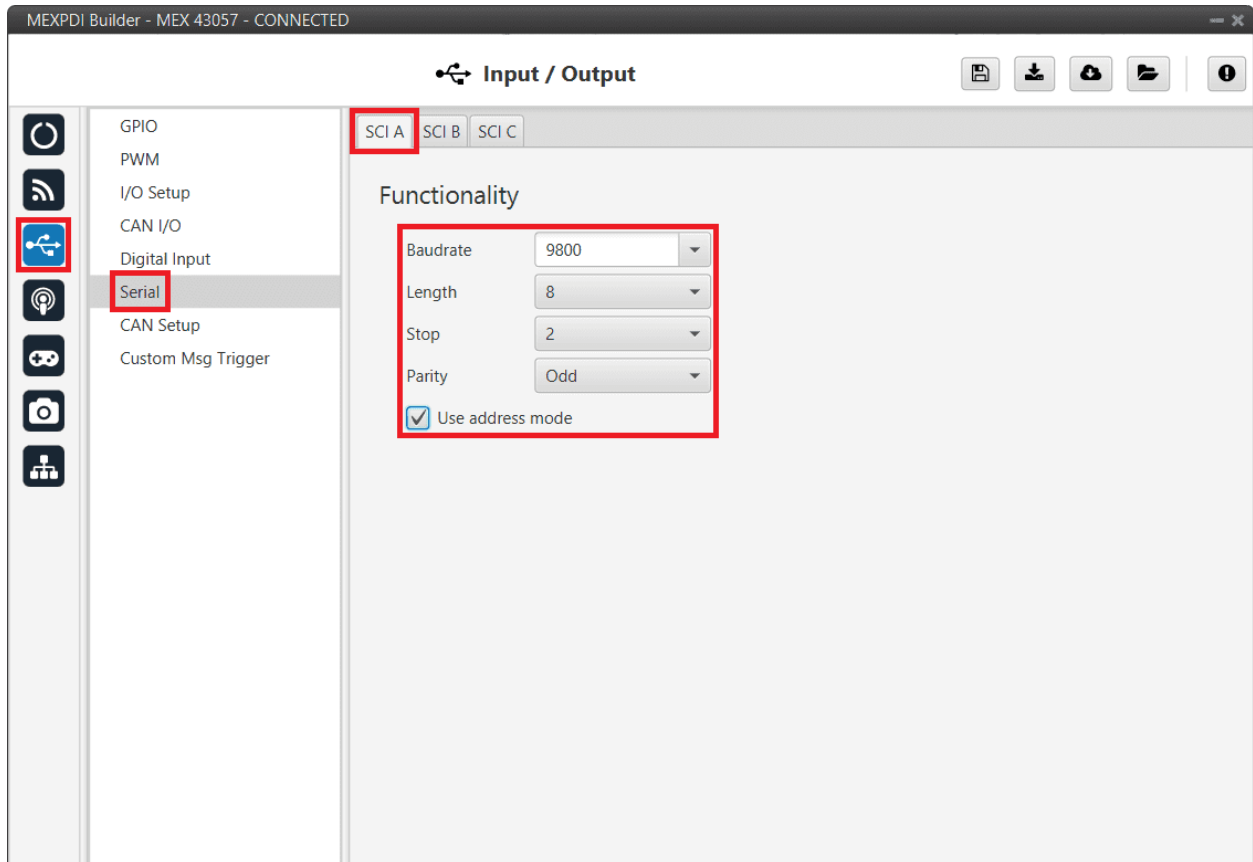 MEXPDI Builder - MEX 43057 - CONNECTED
Input / Output
GPIO
PWM
I/O Setup
CAN I/O
Digital Input
Serial
CAN Setup
Custom Msg Trigger
SCI A SCI B SCI C
Functionality
Baudrate 9800
Length 8
Stop 2
Parity Odd
Use address mode